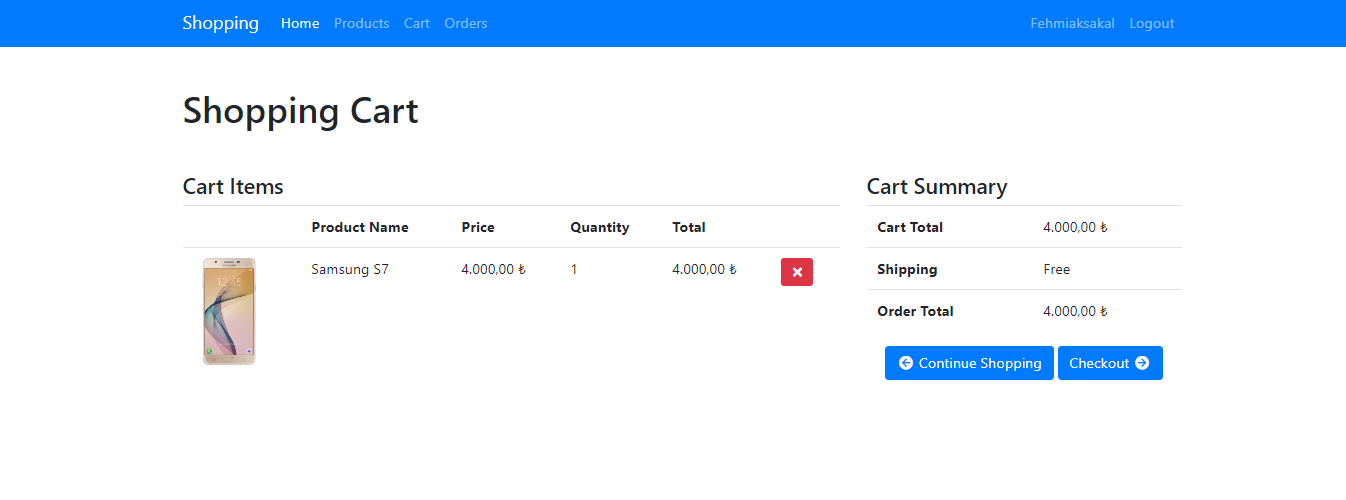 Shopping Home Products Cart Orders Fehmiaksakal Logout
Shopping Cart
Cart Items
Product Name Price Quantity Total
Samsung S7 4.000,00 ₺ 1 4.000,00 ₺
12:45
Cart Summary
Cart Total 4.000,00 ₺
Shipping Free
Order Total 4.000,00 ₺
Continue Shopping Checkout